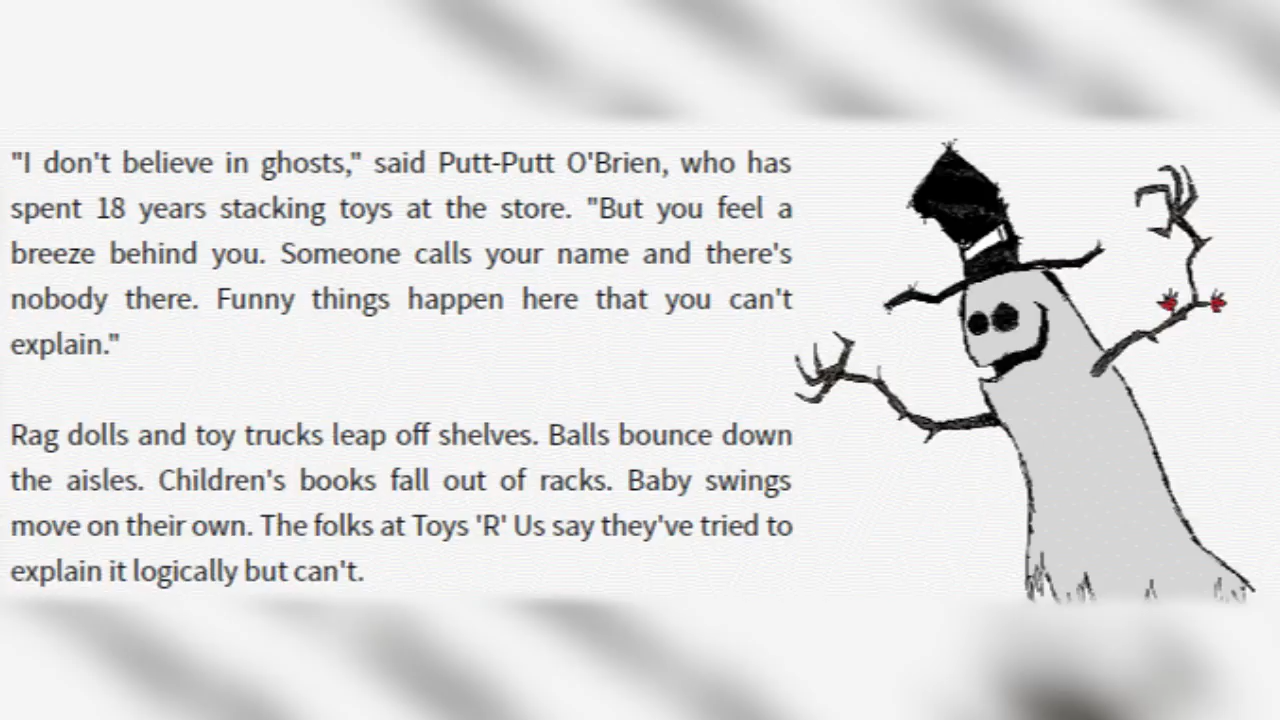 "I don't believe in ghosts," said Putt-Putt O'Brien, who has
spent 18 years stacking toys at the store. "But you feel a
breeze behind you. Someone calls your name and there's
nobody there. Funny things happen here that you can't
explain."
Rag dolls and toy trucks leap off shelves. Balls bounce down
the aisles. Children's books fall out of racks. Baby swings
move on their own. The folks at Toys 'R' Us say they've tried to
explain it logically but can't.